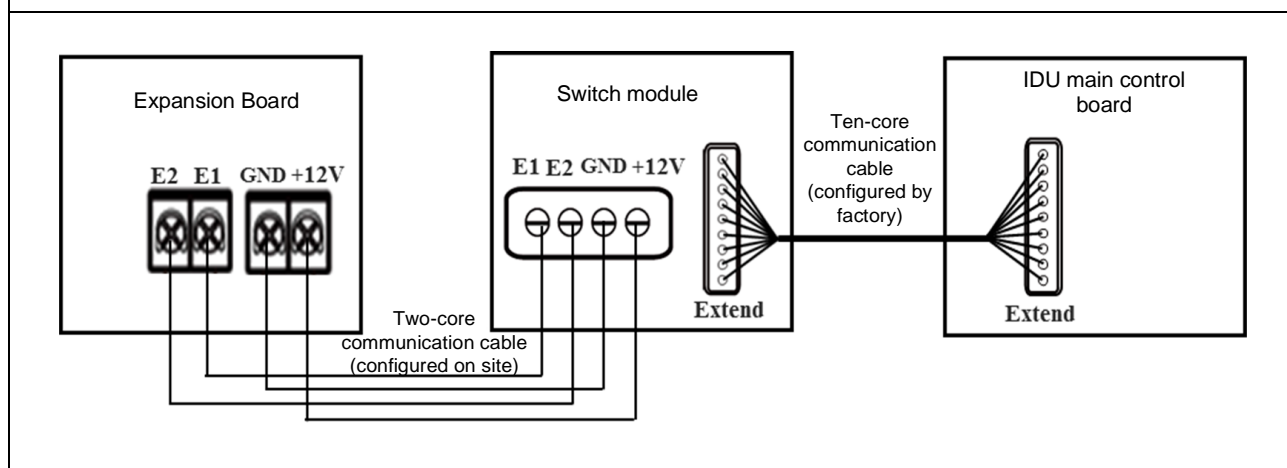 Expansion Board
E2 E1 GND +12V
Switch module
E1 E2 GND +12V
Extend
Ten-core
communication
cable
(configured by
factory)
IDU main control
board
Extend
Two-core
communication cable
(configured on site)